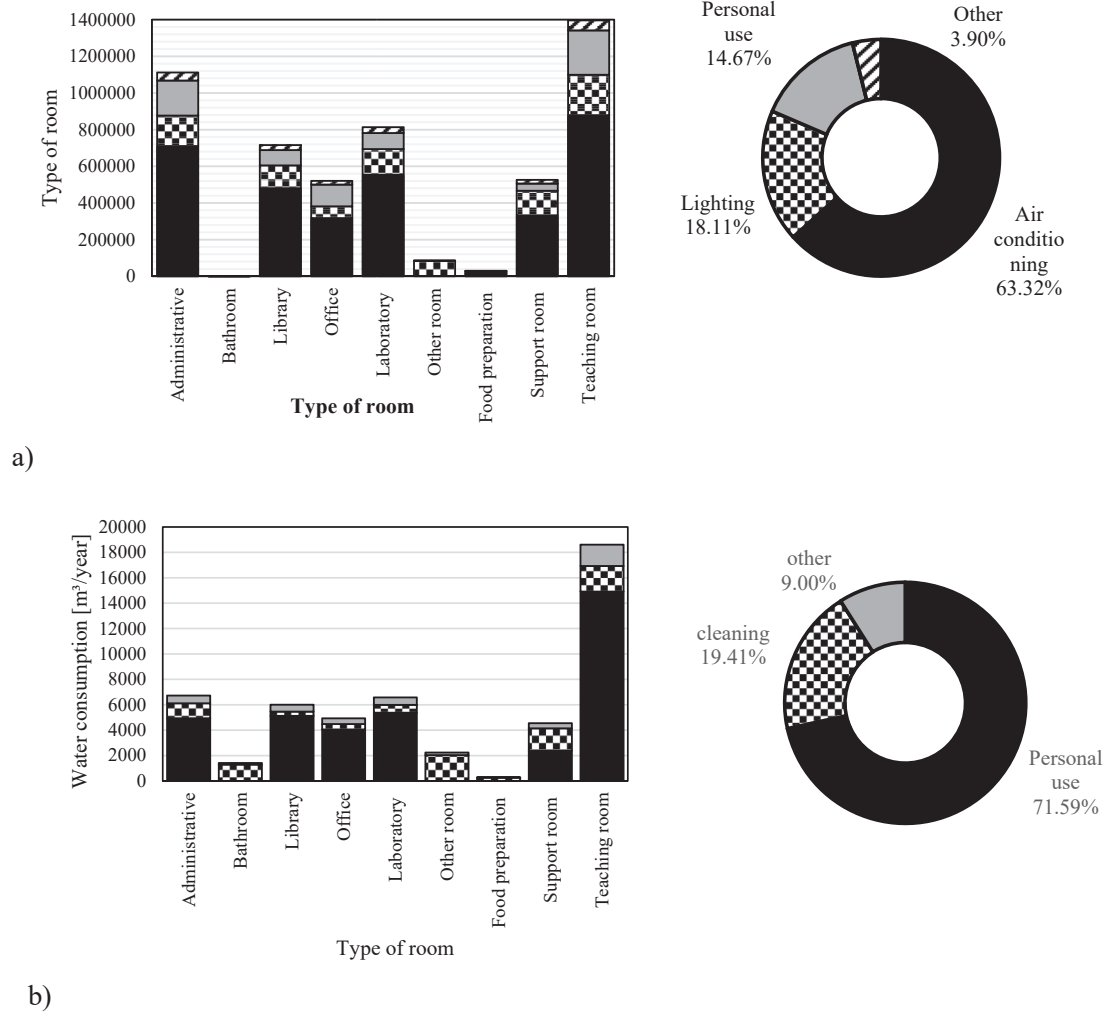 1400000
1200000
1000000
800000
600000
400000
200000
0
Type of room
Administrative
Bathroom
Library
Office
Laboratory
Other room
Food preparation
Support room
Teaching room
Type of room
Personal
use
14.67%
Other
3.90%
Lighting
18.11%
Air
conditio
ning
63.32%
a)
20000
18000
16000
14000
12000
10000
8000
6000
4000
2000
0
Water consumption [m³/year]
Administrative
Bathroom
Library
Office
Laboratory
Other room
Food preparation
Support room
Teaching room
Type of room
other
9.00%
cleaning
19.41%
Personal
use
71.59%
b)